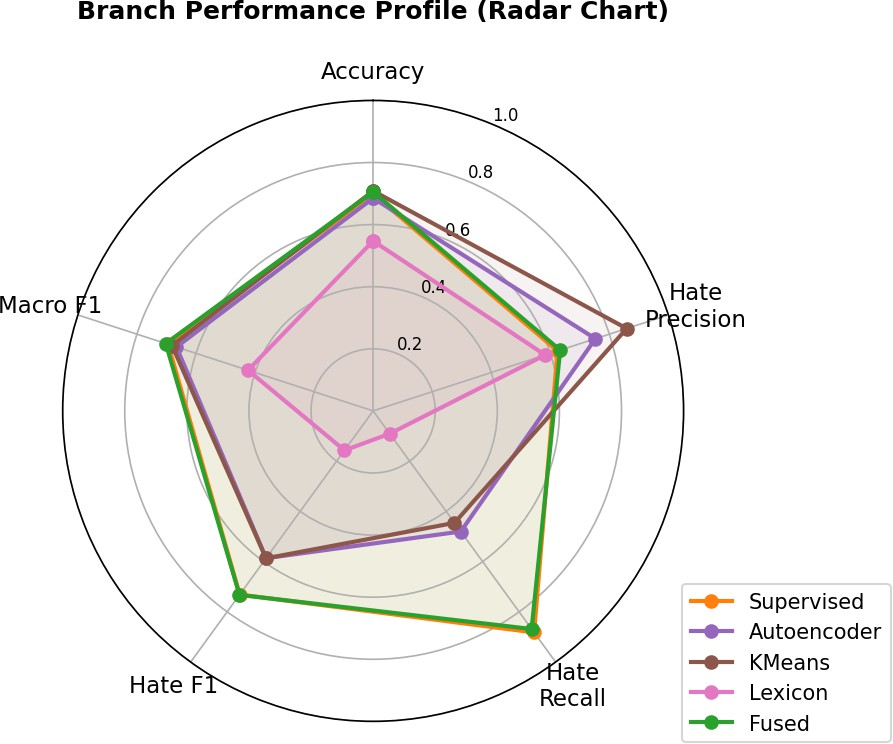 Branch Performance Profile (Radar Chart)
Accuracy
1.0
0.8
0.6
0.4
0.2
Hate
Precision
Macro F1
Hate F1
Hate
Recall
Supervised
Autoencoder
KMeans
Lexicon
Fused